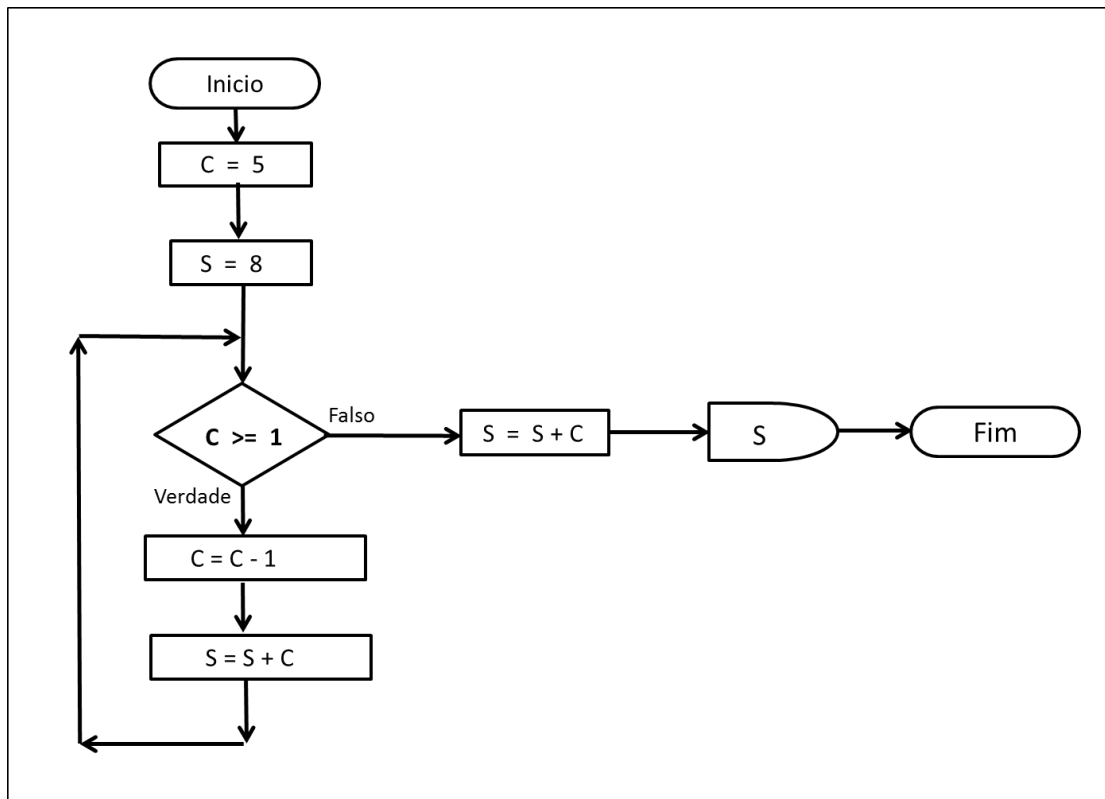 Inicio
C = 5
S = 8
C >= 1
Falso
S = S + C
S
Fim
Verdade
C = C - 1
S = S + C